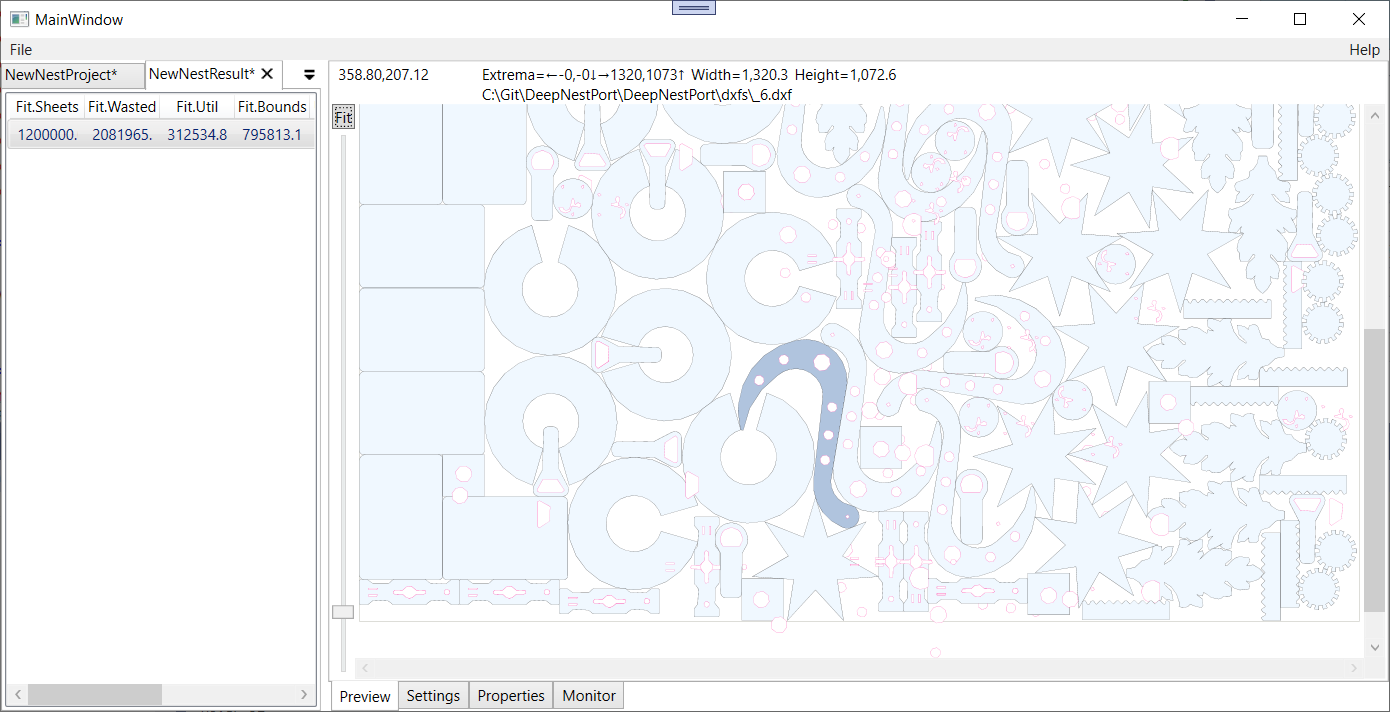 MainWindow
File
Help
NewNestProject*
NewNestResult*
358.80,207.12
Extrema=←-0,-0↓→1320,1073↑ Width=1,320.3 Height=1,072.6
C:\Git\DeepNestPort\DeepNestPort\dxfs\_6.dxf
Fit.Sheets Fit.Wasted Fit.Util Fit.Bounds
1200000. 2081965. 312534.8 795813.1
Fit
Preview Settings Properties Monitor